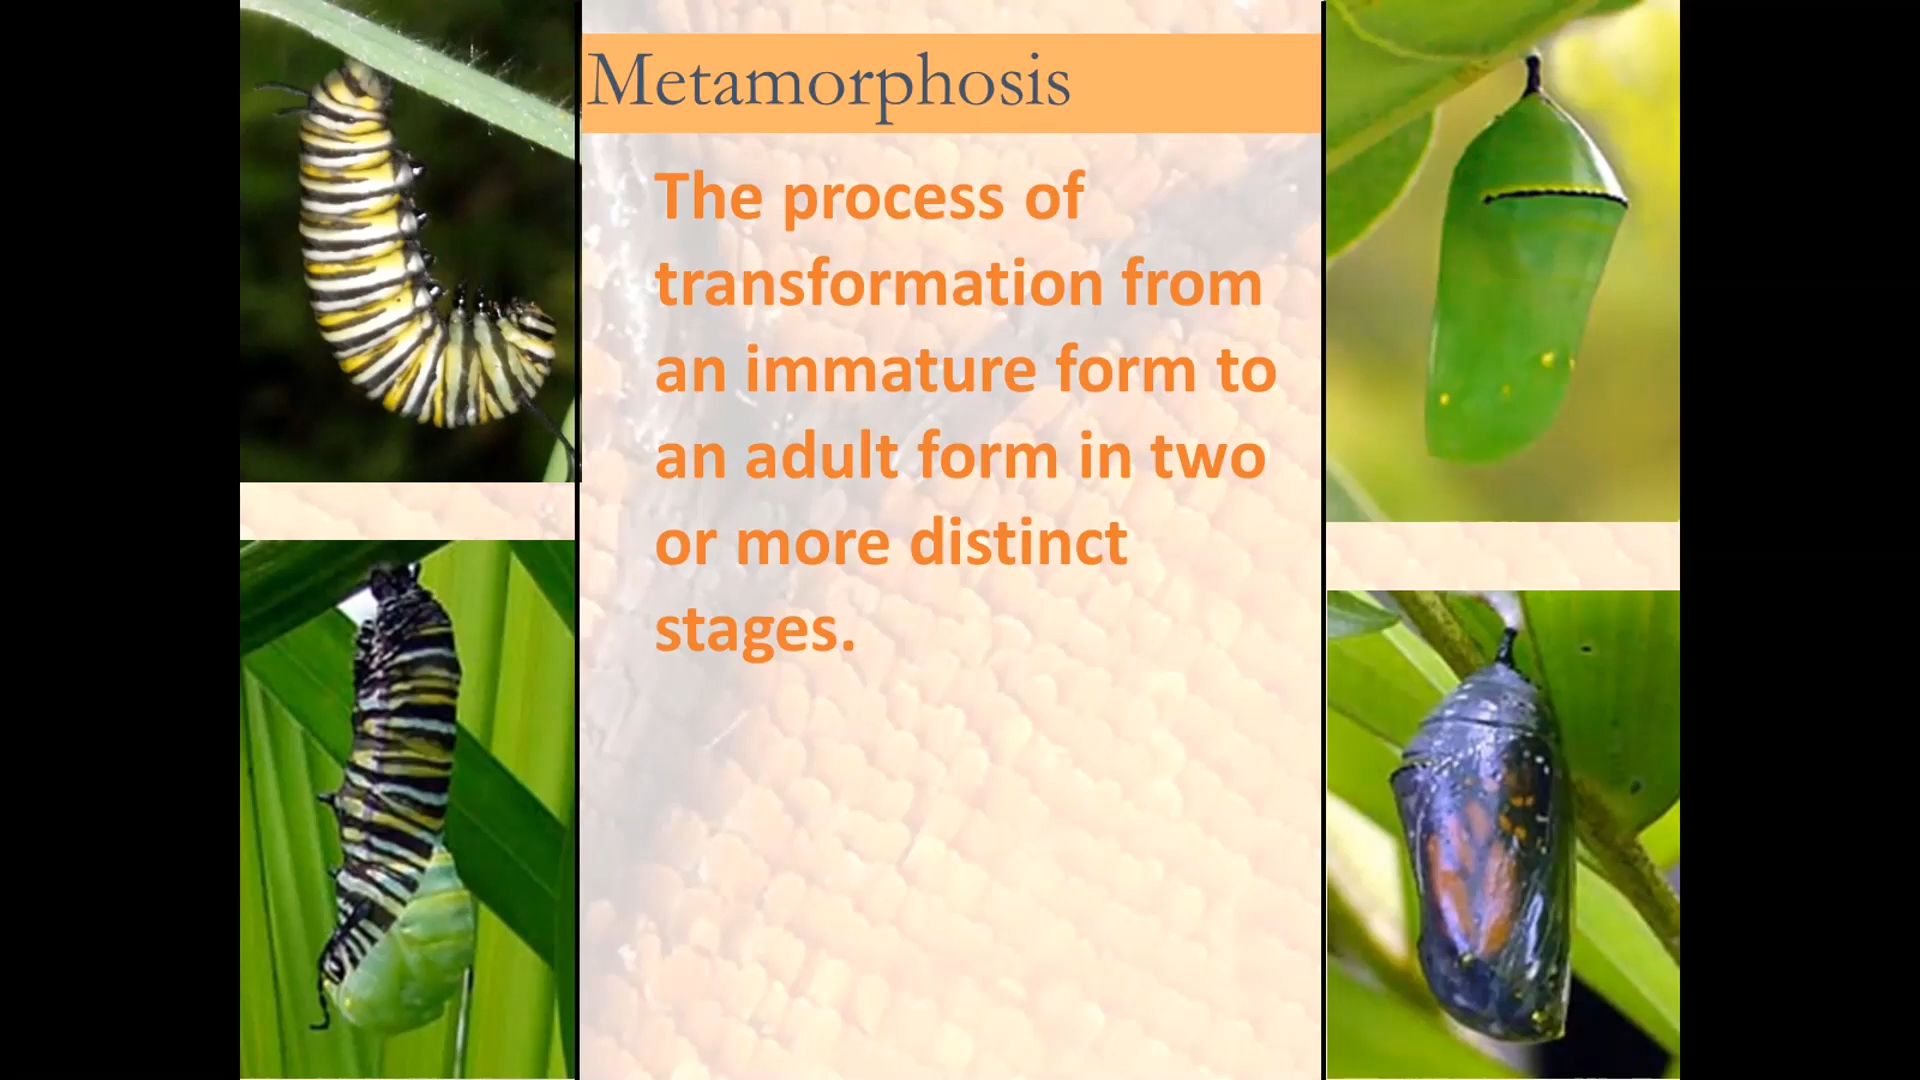 Metamorphosis
The process of
transformation from
an immature form to
an adult form in two
or more distinct
stages.